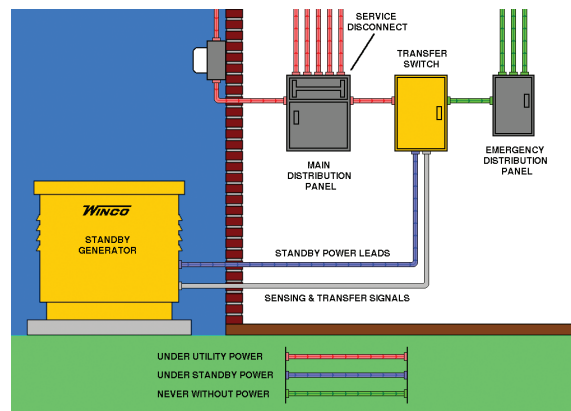 SERVICE
DISCONNECT
TRANSFER
SWITCH
MAIN
DISTRIBUTION
PANEL
EMERGENCY
DISTRIBUTION
PANEL
WINCO
STANDBY
GENERATOR
STANDBY POWER LEADS
SENSING & TRANSFER SIGNALS
UNDER UTILITY POWER
UNDER STANDBY POWER
NEVER WITHOUT POWER